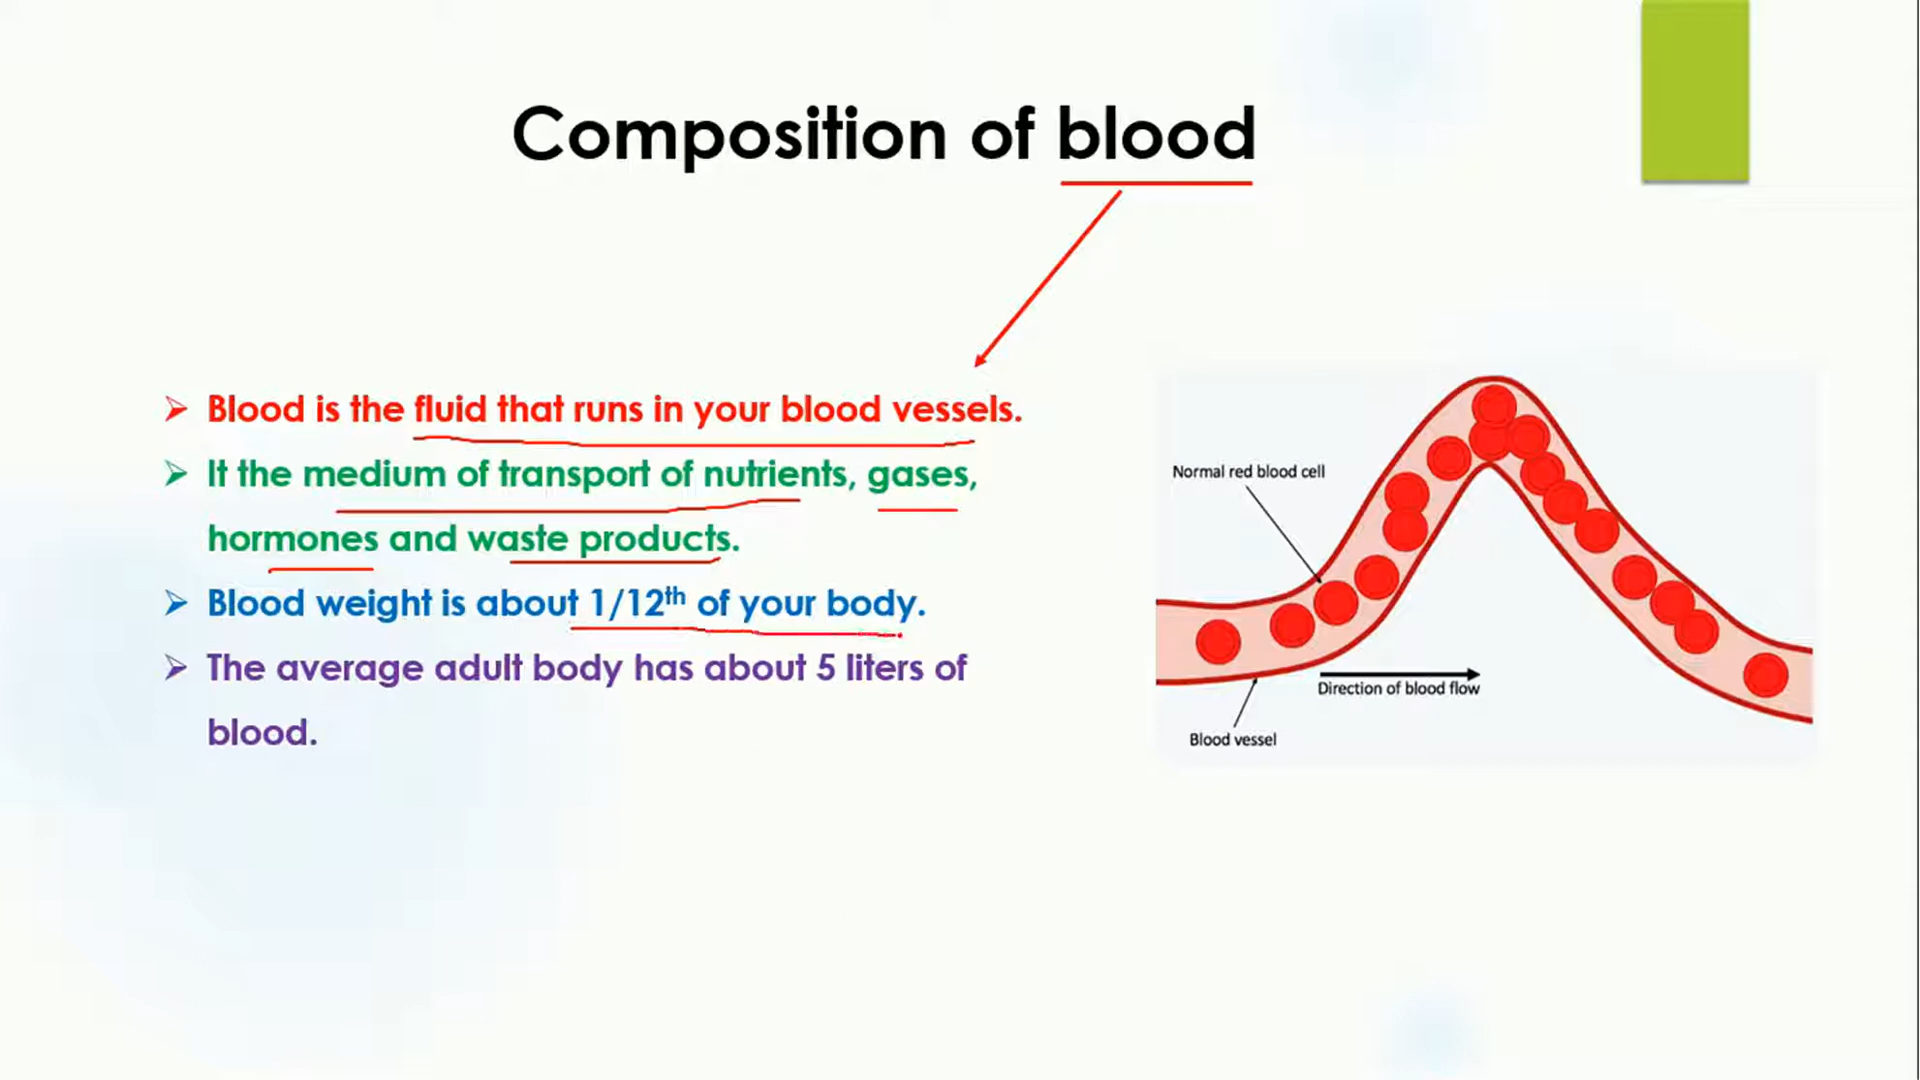 Composition of blood
➢ Blood is the fluid that runs in your blood vessels.
➢ It the medium of transport of nutrients, gases,
hormones and waste products.
➢ Blood weight is about 1/12th of your body.
➢ The average adult body has about 5 liters of
blood.
Normal red blood cell
Direction of blood flow
Blood vessel